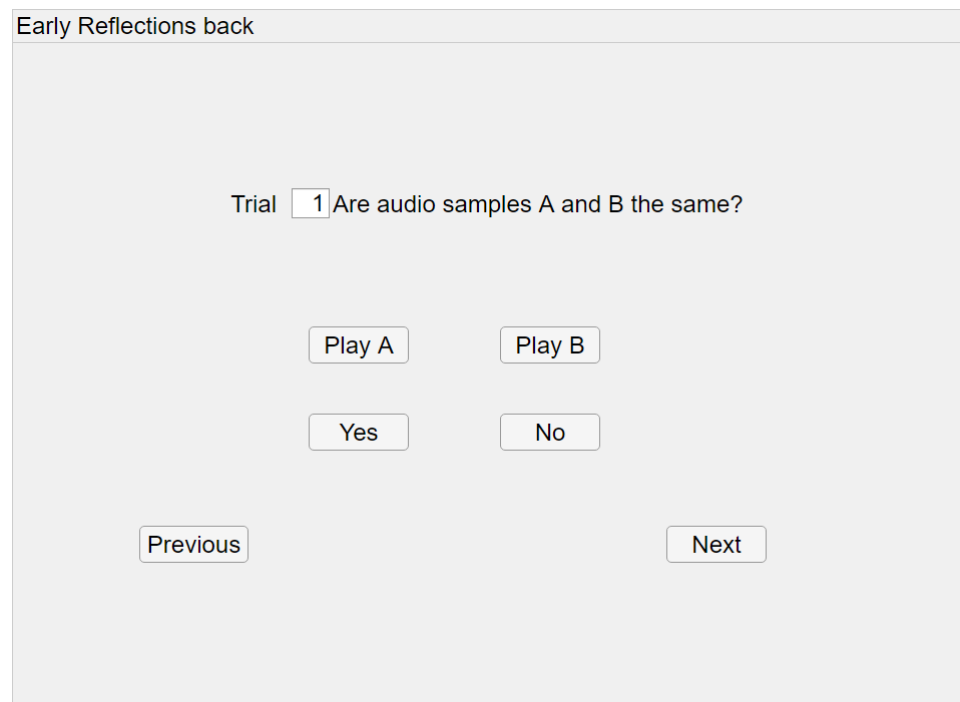 Early Reflections back
Trial 1 Are audio samples A and B the same?
Play A Play B
Yes No
Previous Next